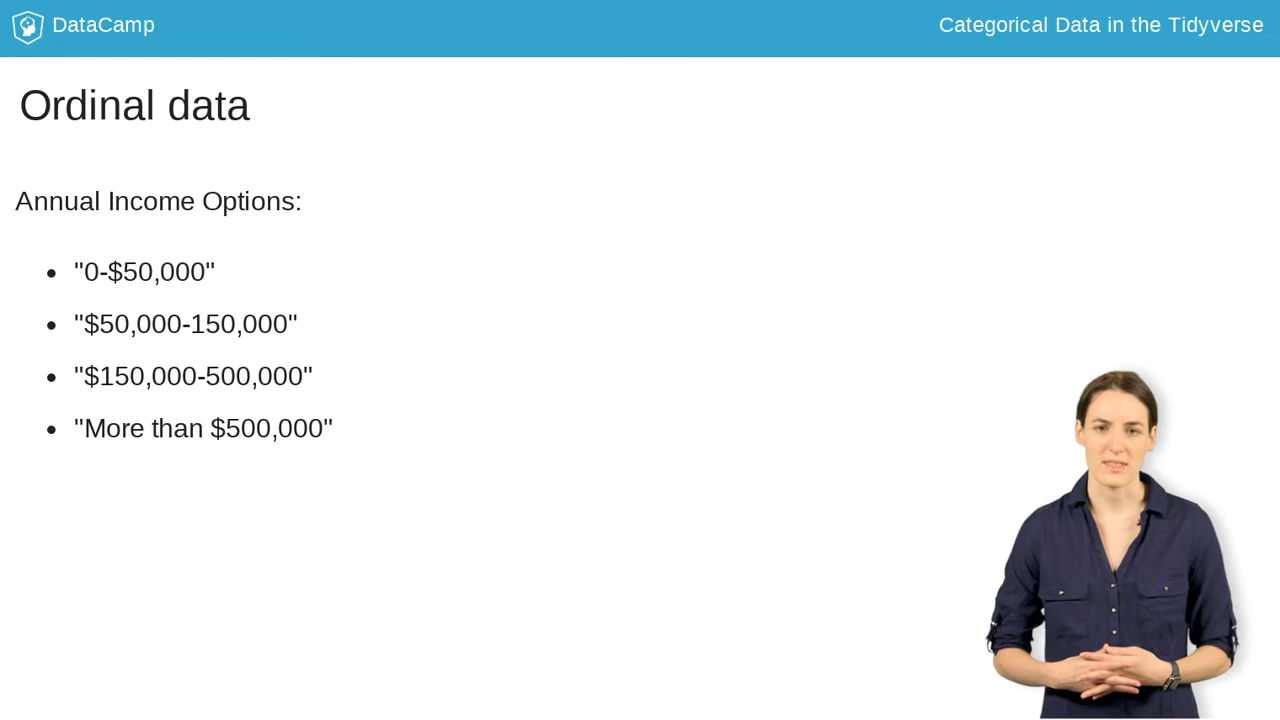 DataCamp
Categorical Data in the Tidyverse
Ordinal data
Annual Income Options:
"0-$50,000"
"$50,000-150,000"
"$150,000-500,000"
"More than $500,000"